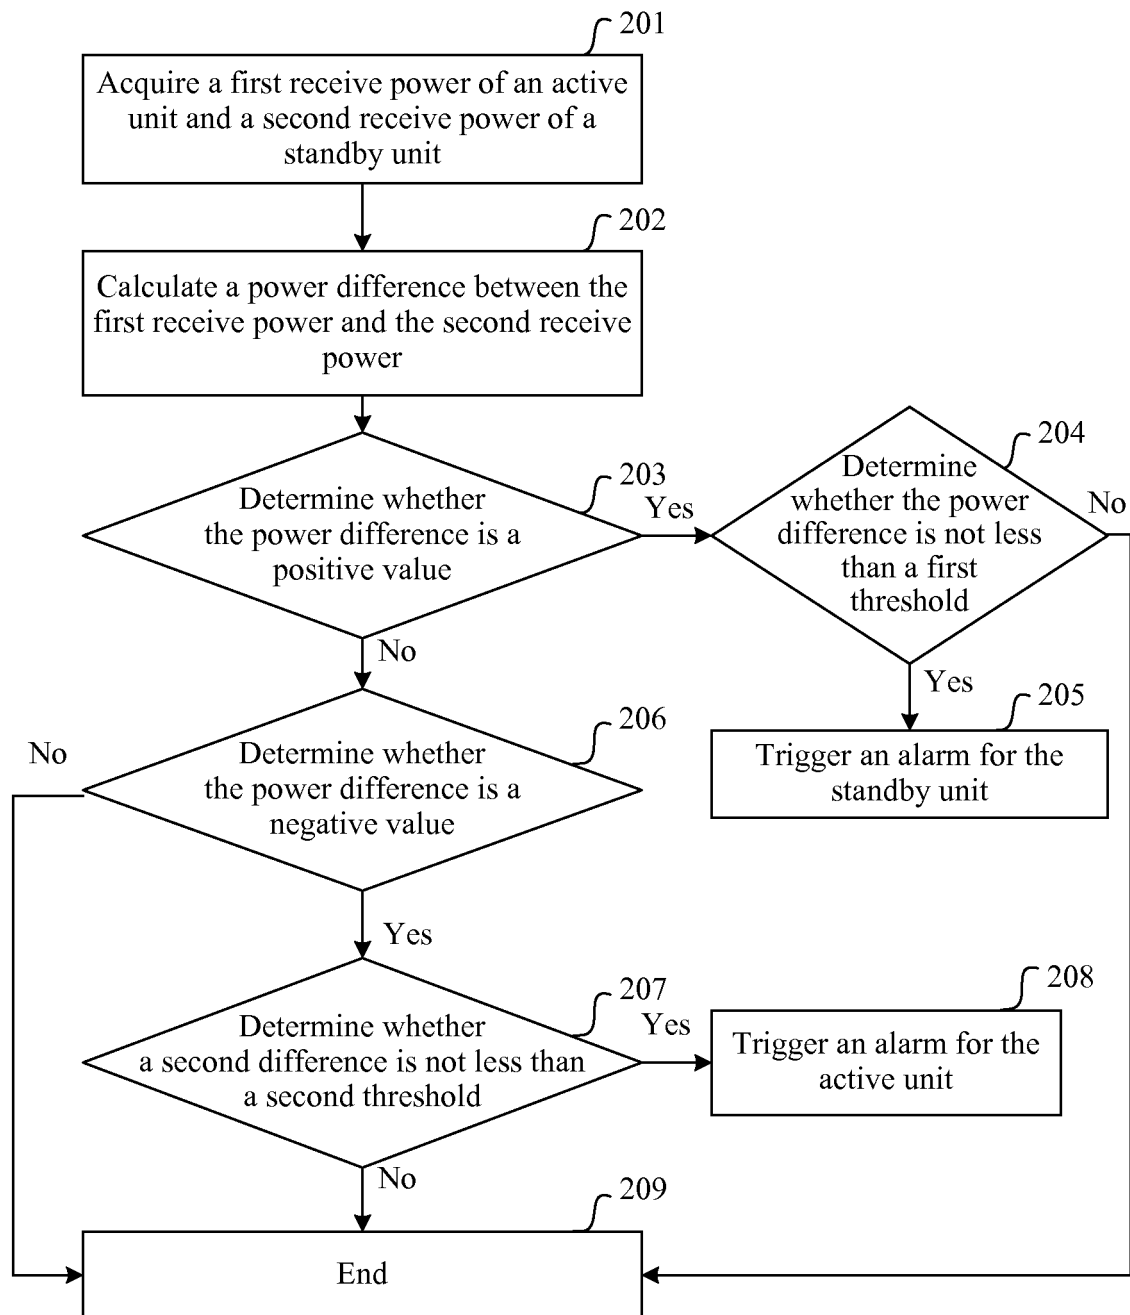 201
Acquire a first receive power of an active
unit and a second receive power of a
standby unit
202
Calculate a power difference between the
first receive power and the second receive
power
203
Determine whether
the power difference is a
positive value
Yes
204
Determine
whether the power
difference is not less
than a first
threshold
No
No
Yes
205
Trigger an alarm for the
standby unit
206
Determine whether
the power difference is a
negative value
No
Yes
207
Determine whether
a second difference is not less than
a second threshold
Yes
208
Trigger an alarm for the
active unit
No
209
End